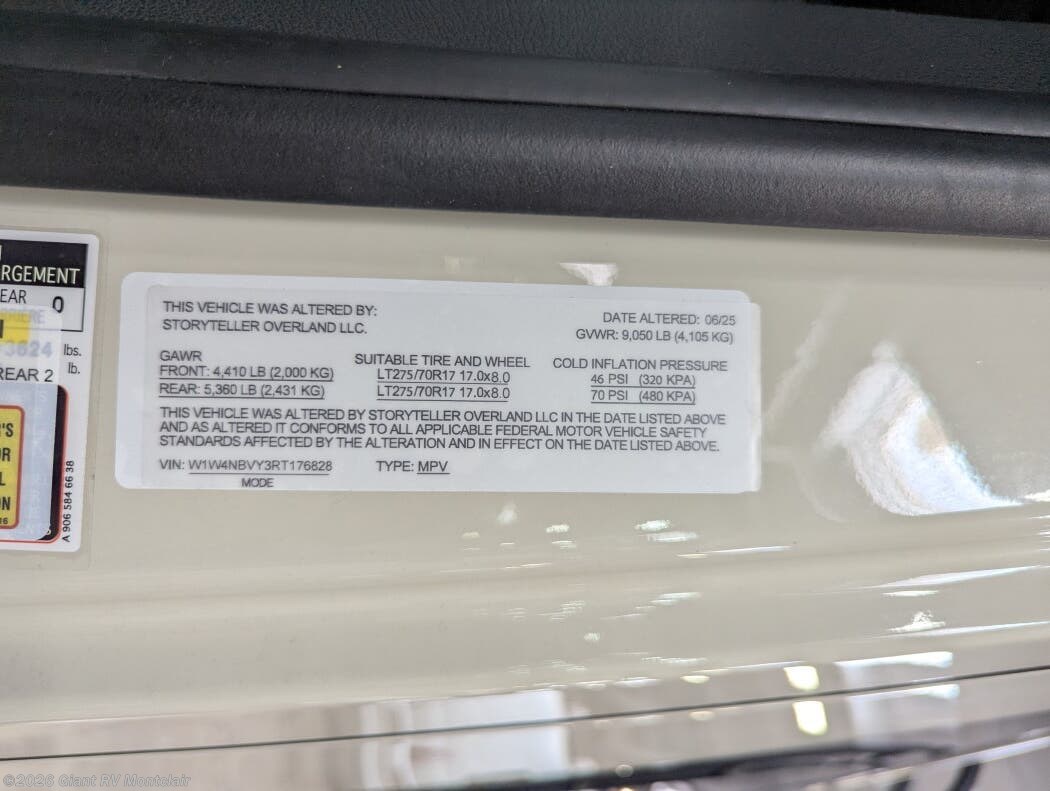 RGEMENT
EAR 0
3624 lbs.
REAR 2 lb.
'S
A 906 584 66 38
THIS VEHICLE WAS ALTERED BY:
STORYTELLER OVERLAND LLC.
DATE ALTERED: 06/25
GVWR: 9,050 LB (4,105 KG)
GAWR SUITABLE TIRE AND WHEEL COLD INFLATION PRESSURE
FRONT: 4,410 LB (2,000 KG) LT275/70R17 17.0x8.0 46 PSI (320 KPA)
REAR: 5,360 LB (2,431 KG) LT275/70R17 17.0x8.0 70 PSI (480 KPA)
THIS VEHICLE WAS ALTERED BY STORYTELLER OVERLAND LLC IN THE DATE LISTED ABOVE
AND AS ALTERED IT CONFORMS TO ALL APPLICABLE FEDERAL MOTOR VEHICLE SAFETY
STANDARDS AFFECTED BY THE ALTERATION AND IN EFFECT ON THE DATE LISTED ABOVE.
VIN: W1W4NBVY3RT176828 TYPE: MPV
MODE
©2026 Giant RV Montclair